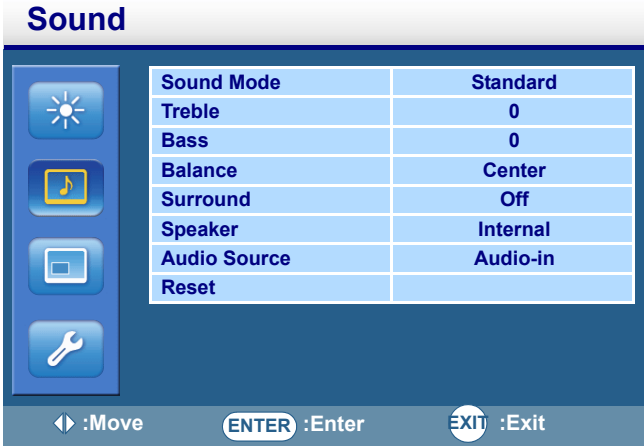 Sound
Sound Mode Standard
Treble 0
Bass 0
Balance Center
Surround Off
Speaker Internal
Audio Source Audio-in
Reset
:Move ENTER :Enter EXIT :Exit